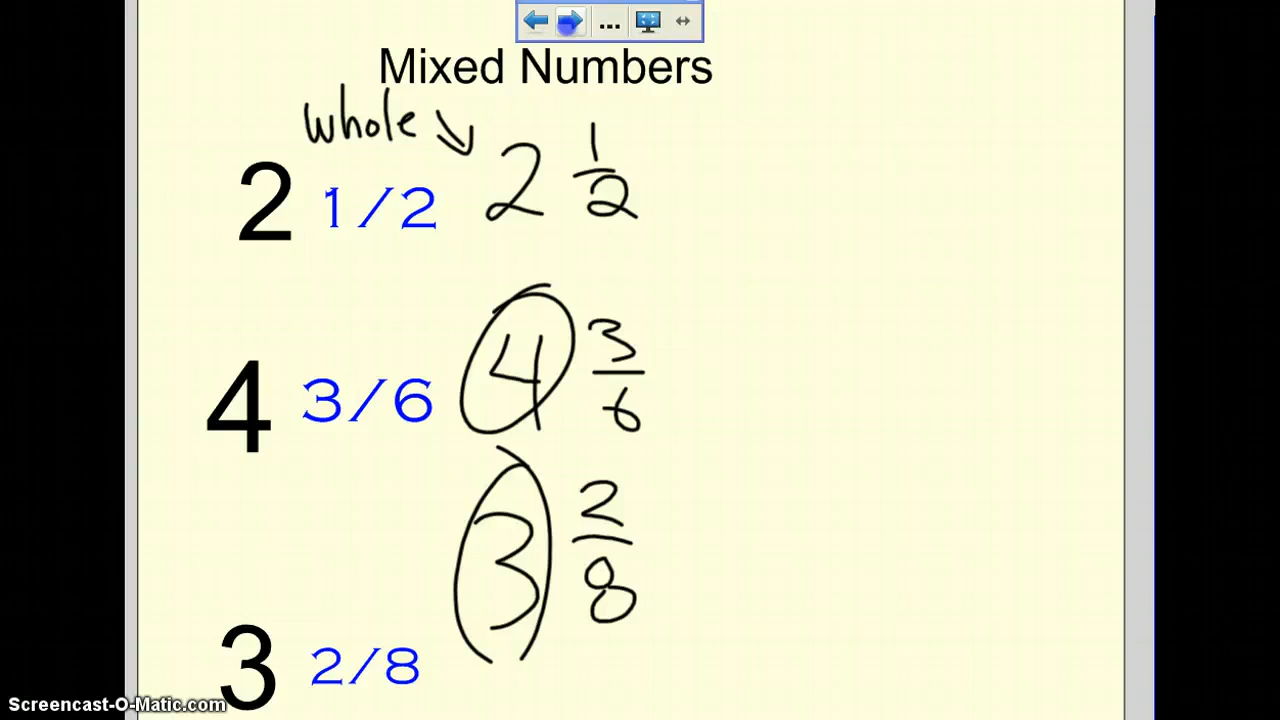 ...
Mixed Numbers
whole
2 1/2 2 1/2
4 3/6 4 3/6
3 2/8
3 2/8
Screencast-O-Matic.com